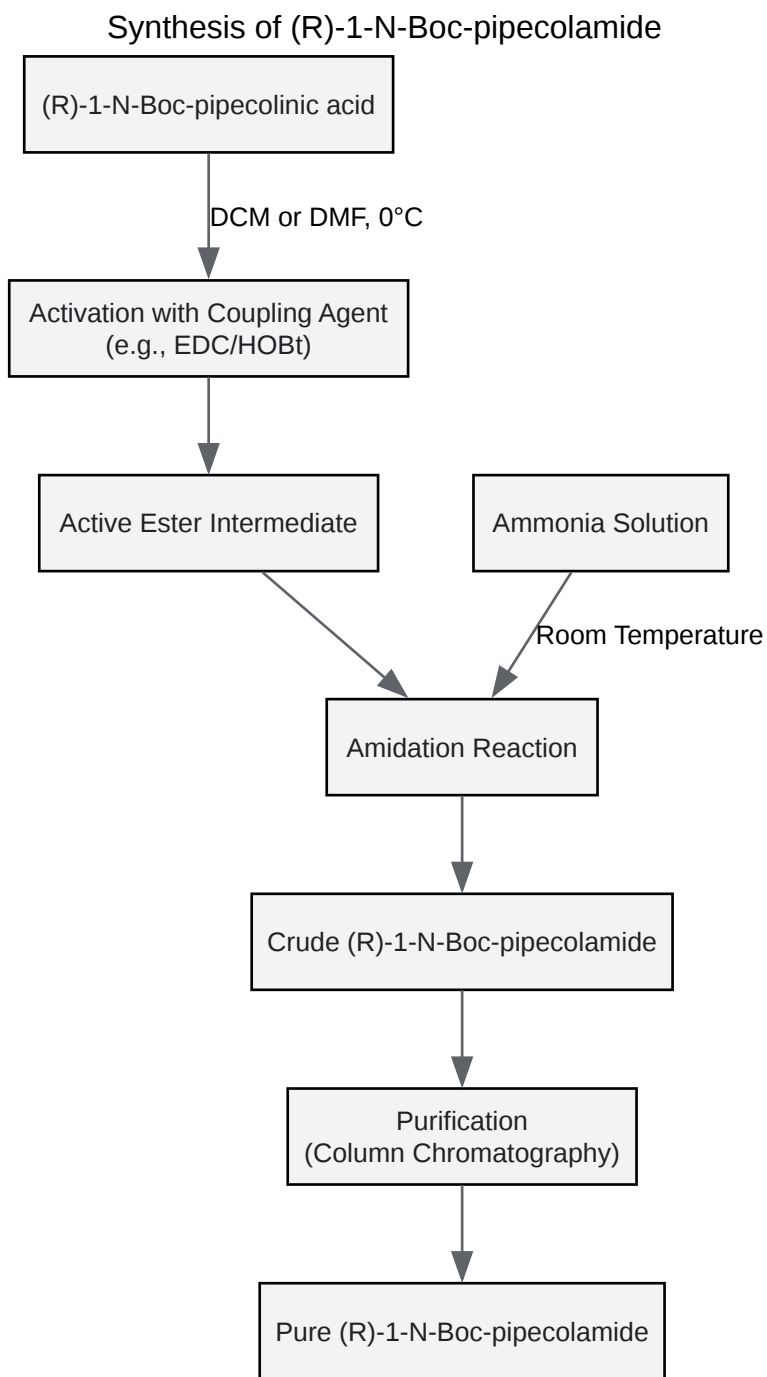 Synthesis of (R)-1-N-Boc-pipecolamide
(R)-1-N-Boc-pipecolinic acid
DCM or DMF, 0°C
Activation with Coupling Agent
(e.g., EDC/HOBt)
Active Ester Intermediate
Ammonia Solution
Room Temperature
Amidation Reaction
Crude (R)-1-N-Boc-pipecolamide
Purification
(Column Chromatography)
Pure (R)-1-N-Boc-pipecolamide